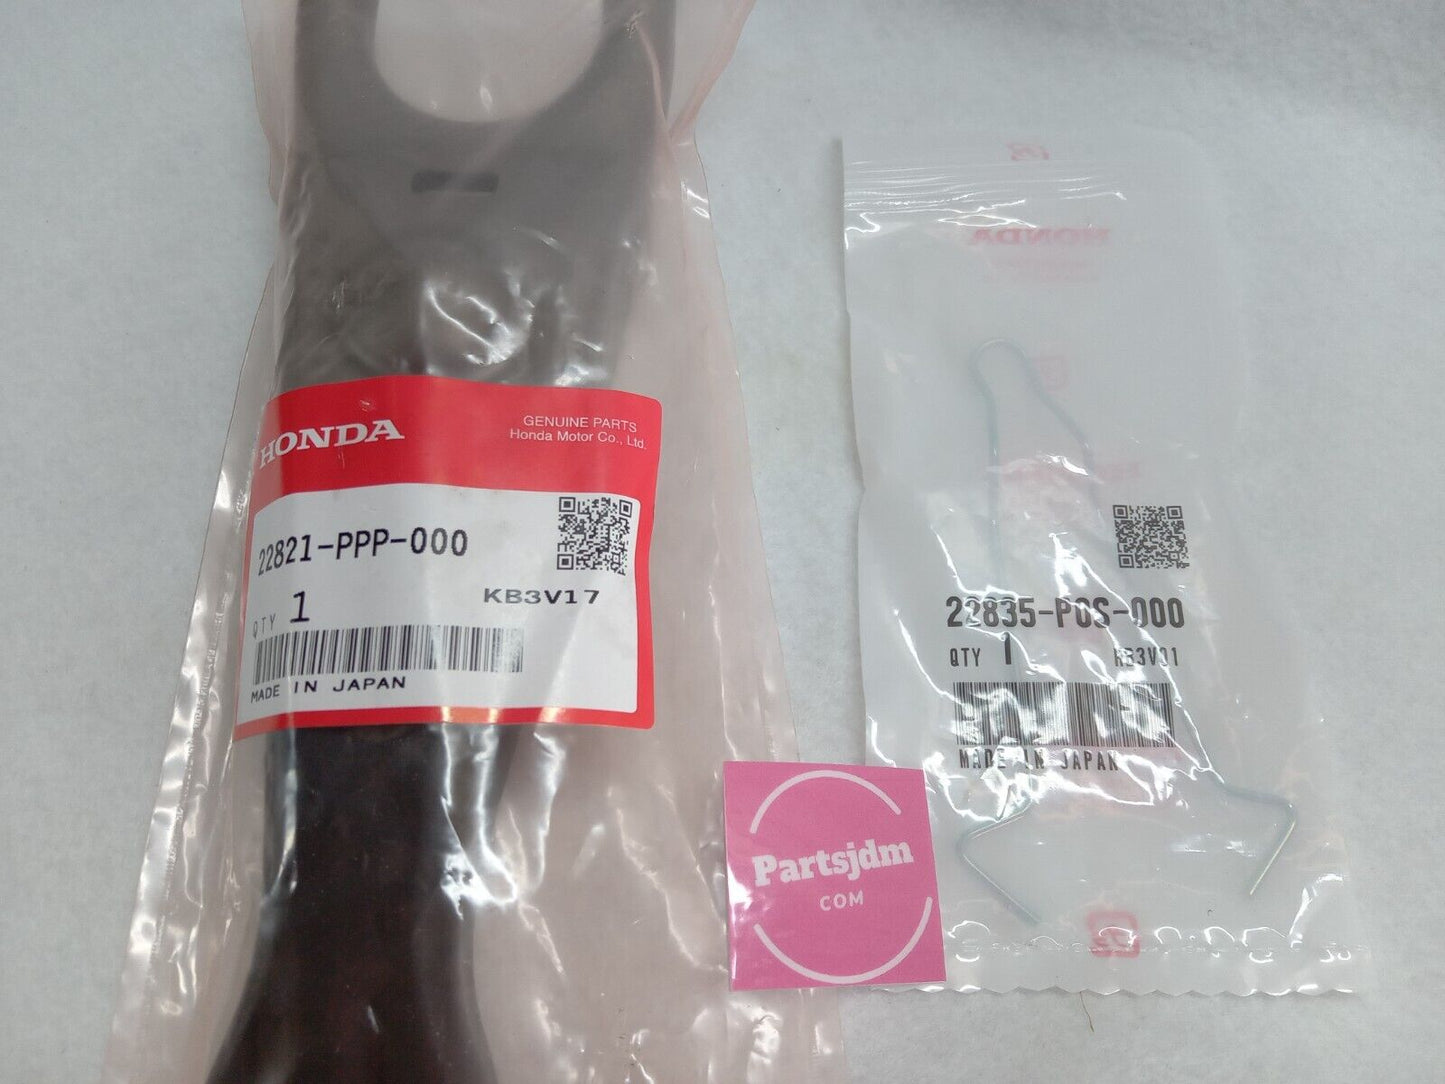 HONDA
GENUINE PARTS
Honda Motor Co., Ltd.
22821-PPP-000
QTY 1
KB3V17
MADE IN JAPAN
HONDA
22835-P0S-000
QTY 1
KB3V31
MADE IN JAPAN
Partsjdm
COM